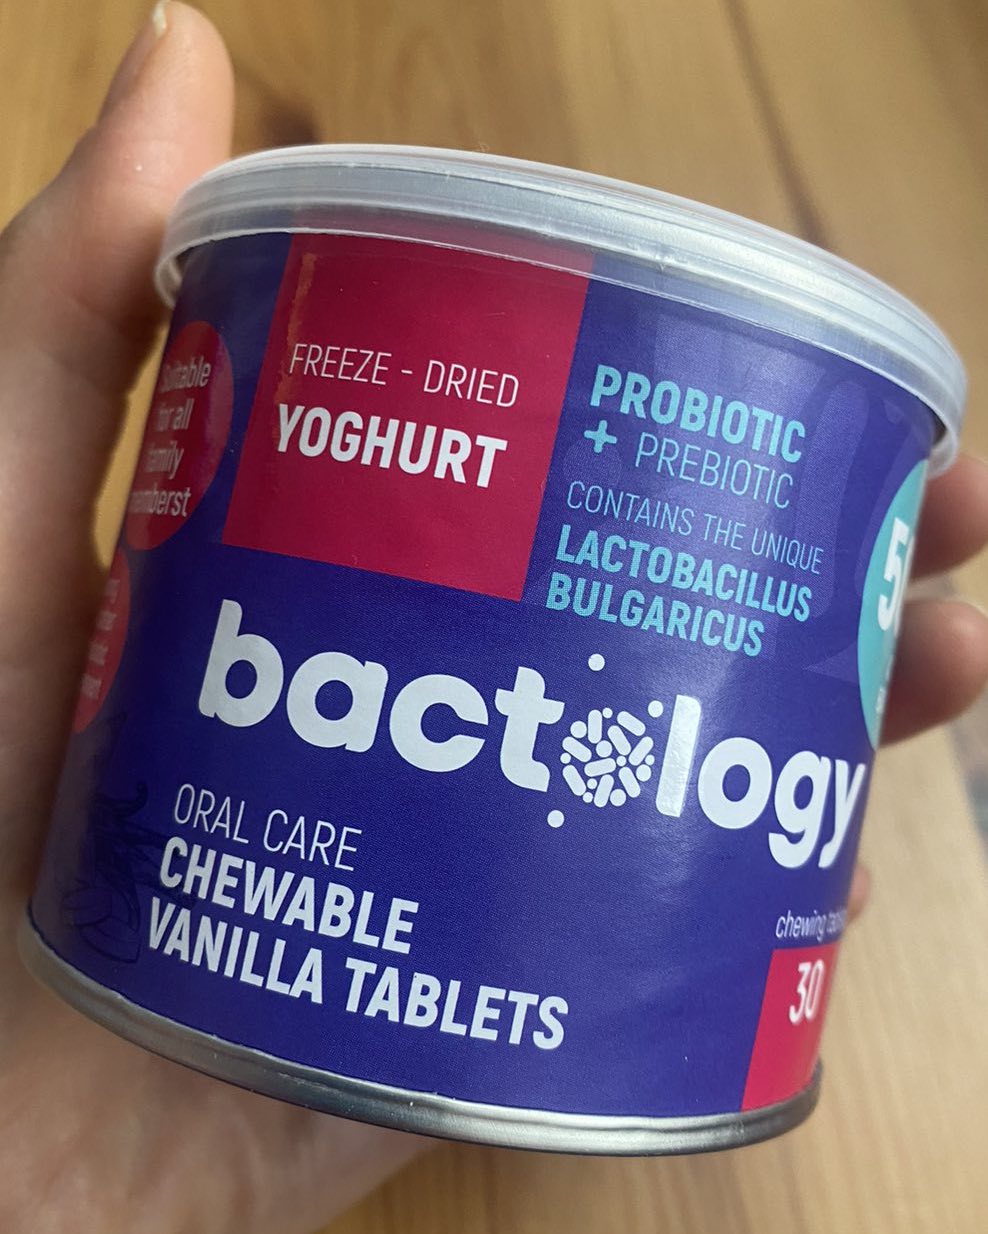 Suitable
for all
family
memberst
FREEZE - DRIED
YOGHURT
PROBIOTIC
+ PREBIOTIC
CONTAINS THE UNIQUE
LACTOBACILLUS
BULGARICUS
bactology
ORAL CARE
CHEWABLE
VANILLA TABLETS
chewing
30